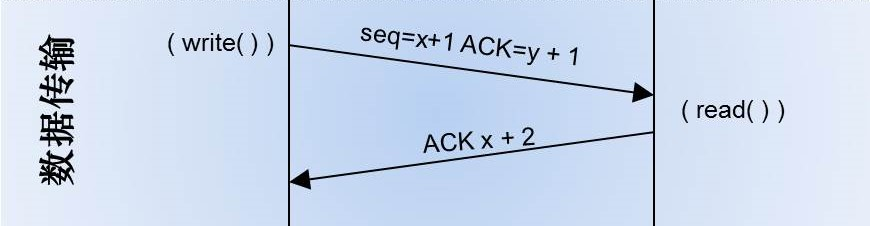 数据传输
( write( ) )
seq=x+1 ACK=y + 1
( read( ) )
ACK x + 2